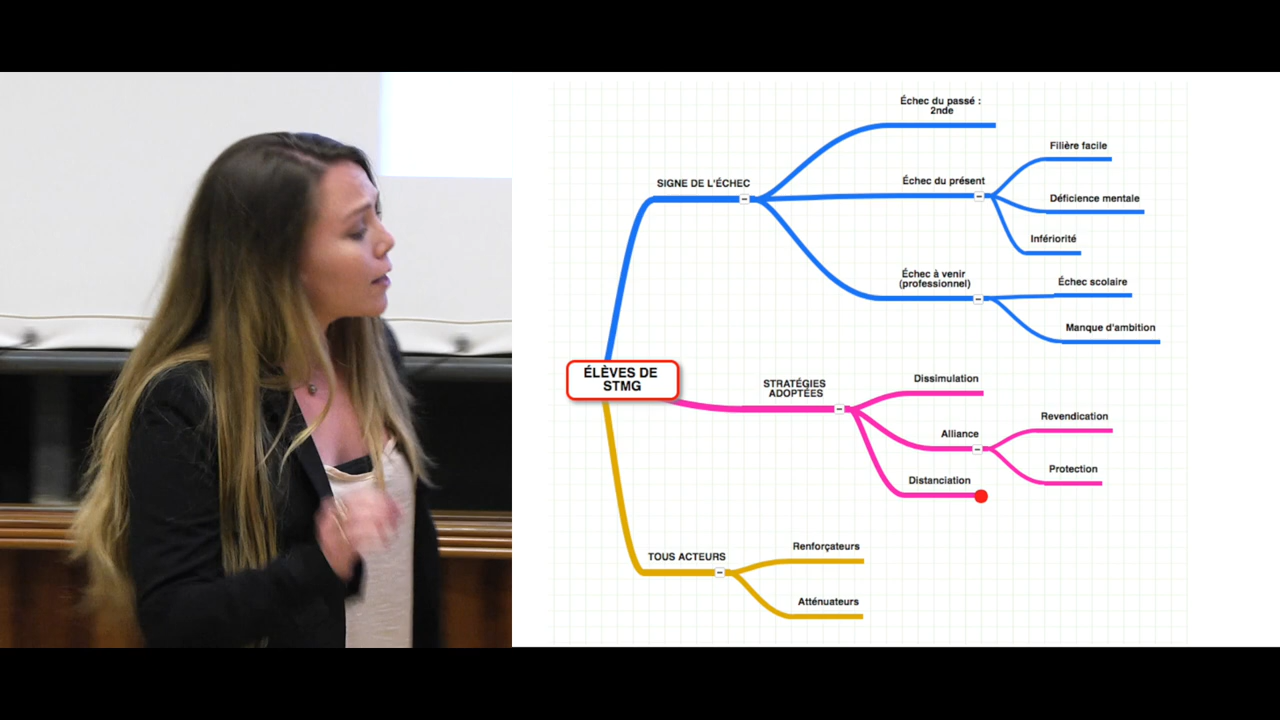 Échec du passé :
2nde
Filière facile
SIGNE DE L'ÉCHEC
Échec du présent
Déficience mentale
Infériorité
Échec à venir
(professionnel)
Échec scolaire
Manque d'ambition
ÉLÈVES DE
STMG
STRATÉGIES
ADOPTÉES
Dissimulation
Revendication
Alliance
Protection
Distanciation
TOUS ACTEURS
Renforçateurs
Atténuateurs